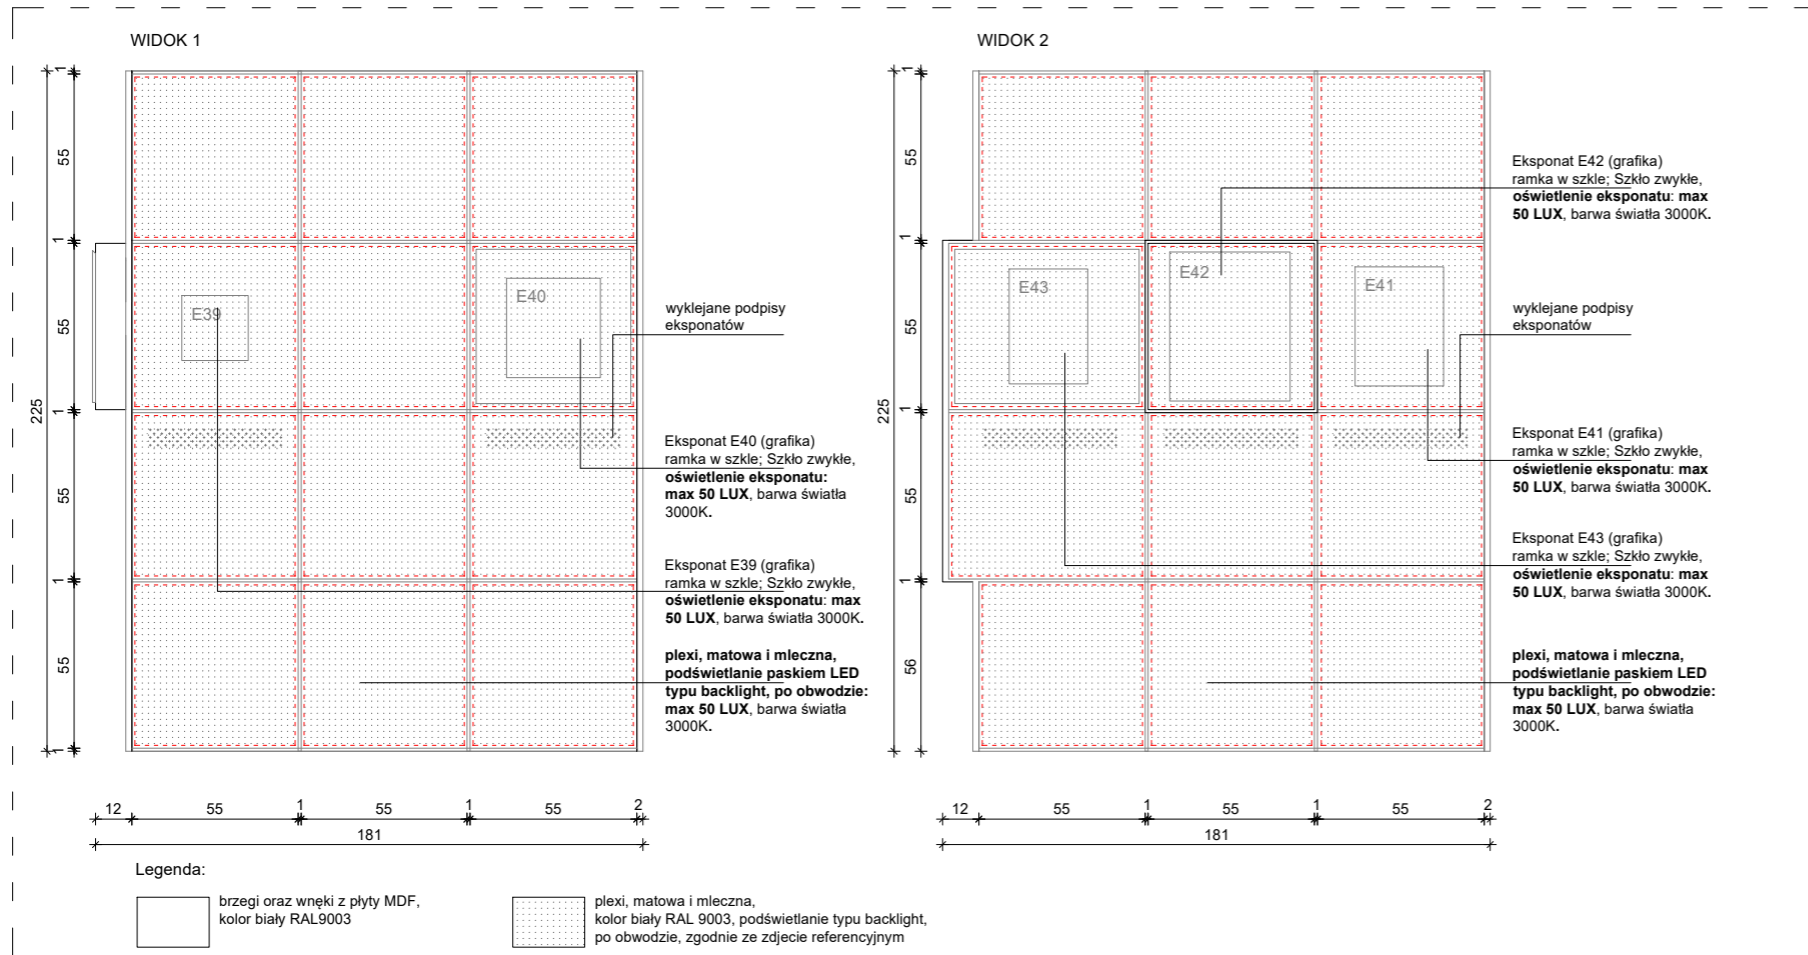 WIDOK 1
1
55
1
55
1
55
1
55
1
225
E39
E40
wyklejane podpisy
eksponatów
Eksponat E40 (grafika)
ramka w szkle; Szkło zwykłe,
oświetlenie eksponatu:
max 50 LUX, barwa światła
3000K.
Eksponat E39 (grafika)
ramka w szkle; Szkło zwykłe,
oświetlenie eksponatu: max
50 LUX, barwa światła 3000K.
plexi, matowa i mleczna,
podświetlanie paskiem LED
typu backlight, po obwodzie:
max 50 LUX, barwa światła
3000K.
12 55 1 55 1 55 2
181
WIDOK 2
1
55
1
55
1
55
1
56
225
E43
E42
E41
Eksponat E42 (grafika)
ramka w szkle; Szkło zwykłe,
oświetlenie eksponatu: max
50 LUX, barwa światła 3000K.
wyklejane podpisy
eksponatów
Eksponat E41 (grafika)
ramka w szkle; Szkło zwykłe,
oświetlenie eksponatu: max
50 LUX, barwa światła 3000K.
Eksponat E43 (grafika)
ramka w szkle; Szkło zwykłe,
oświetlenie eksponatu: max
50 LUX, barwa światła 3000K.
plexi, matowa i mleczna,
podświetlanie paskiem LED
typu backlight, po obwodzie:
max 50 LUX, barwa światła
3000K.
12 55 1 55 1 55 2
181
Legenda:
brzegi oraz wnęki z płyty MDF,
kolor biały RAL9003
plexi, matowa i mleczna,
kolor biały RAL 9003, podświetlanie typu backlight,
po obwodzie, zgodnie ze zdjecie referencyjnym